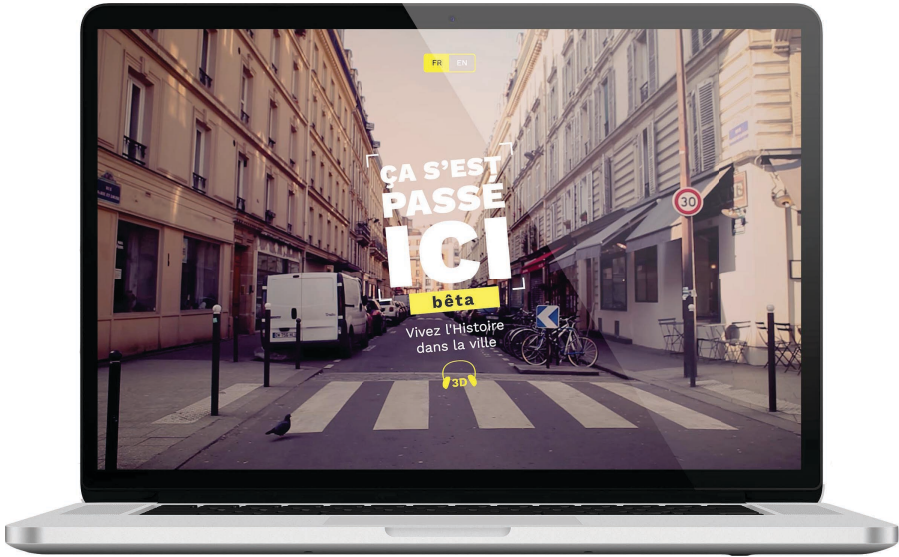 FR EN
ÇA S'EST
PASSÉ
ICI
bêta
Vivez l'Histoire
dans la ville
3D
30